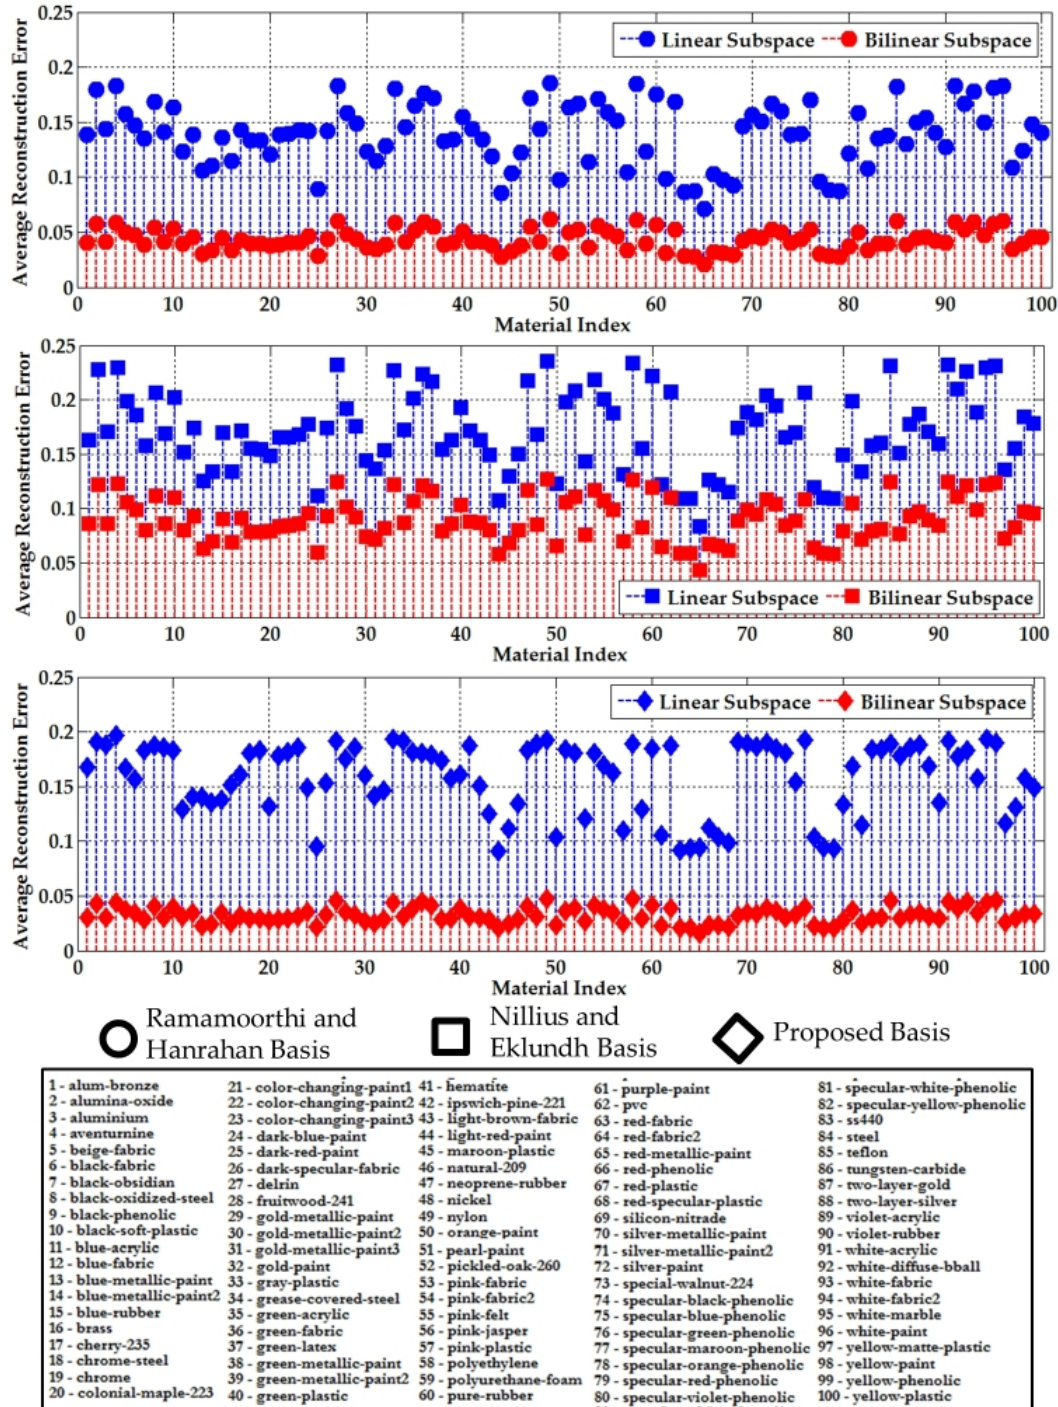 0.25
0.2
0.15
0.1
0.05
0
Average Reconstruction Error
Linear Subspace Bilinear Subspace
0 10 20 30 40 50 60 70 80 90 100
Material Index
0.25
0.2
0.15
0.1
0.05
0
Average Reconstruction Error
Linear Subspace Bilinear Subspace
0 10 20 30 40 50 60 70 80 90 100
Material Index
0.25
0.2
0.15
0.1
0.05
0
Average Reconstruction Error
Linear Subspace Bilinear Subspace
0 10 20 30 40 50 60 70 80 90 100
Material Index
Ramamoorthi and
Hanrahan Basis
Nillius and
Eklundh Basis
Proposed Basis
1 - alum-bronze
2 - alumina-oxide
3 - aluminium
4 - aventurnine
5 - beige-fabric
6 - black-fabric
7 - black-obsidian
8 - black-oxidized-steel
9 - black-phenolic
10 - black-soft-plastic
11 - blue-acrylic
12 - blue-fabric
13 - blue-metallic-paint
14 - blue-metallic-paint2
15 - blue-rubber
16 - brass
17 - cherry-235
18 - chrome-steel
19 - chrome
20 - colonial-maple-223
21 - color-changing-paint1
22 - color-changing-paint2
23 - color-changing-paint3
24 - dark-blue-paint
25 - dark-red-paint
26 - dark-specular-fabric
27 - delrin
28 - fruitwood-241
29 - gold-metallic-paint
30 - gold-metallic-paint2
31 - gold-metallic-paint3
32 - gold-paint
33 - gray-plastic
34 - grease-covered-steel
35 - green-acrylic
36 - green-fabric
37 - green-latex
38 - green-metallic-paint
39 - green-metallic-paint2
40 - green-plastic
41 - hematite
42 - ipswich-pine-221
43 - light-brown-fabric
44 - light-red-paint
45 - maroon-plastic
46 - natural-209
47 - neoprene-rubber
48 - nickel
49 - nylon
50 - orange-paint
51 - pearl-paint
52 - pickled-oak-260
53 - pink-fabric
54 - pink-fabric2
55 - pink-felt
56 - pink-jasper
57 - pink-plastic
58 - polyethylene
59 - polyurethane-foam
60 - pure-rubber
61 - purple-paint
62 - pvc
63 - red-fabric
64 - red-fabric2
65 - red-metallic-paint
66 - red-phenolic
67 - red-plastic
68 - red-specular-plastic
69 - silicon-nitrade
70 - silver-metallic-paint
71 - silver-metallic-paint2
72 - silver-paint
73 - special-walnut-224
74 - specular-black-phenolic
75 - specular-blue-phenolic
76 - specular-green-phenolic
77 - specular-maroon-phenolic
78 - specular-orange-phenolic
79 - specular-red-phenolic
80 - specular-violet-phenolic
81 - specular-white-phenolic
82 - specular-yellow-phenolic
83 - ss440
84 - steel
85 - teflon
86 - tungsten-carbide
87 - two-layer-gold
88 - two-layer-silver
89 - violet-acrylic
90 - violet-rubber
91 - white-acrylic
92 - white-diffuse-bball
93 - white-fabric
94 - white-fabric2
95 - white-marble
96 - white-paint
97 - yellow-matte-plastic
98 - yellow-paint
99 - yellow-phenolic
100 - yellow-plastic